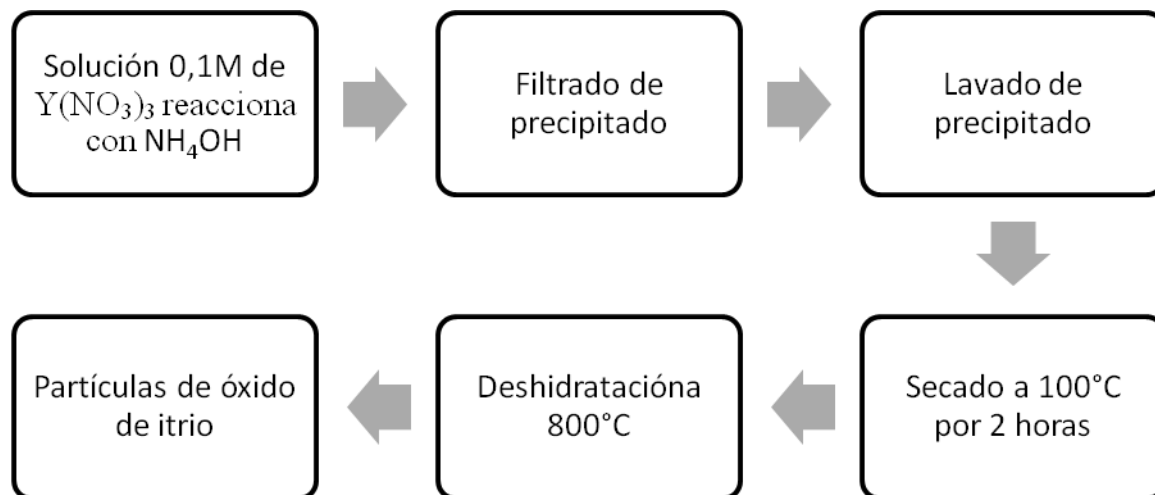 Solución 0,1M de
Y(NO₃)₃ reacciona
con NH₄OH
Filtrado de
precipitado
Lavado de
precipitado
Secado a 100°C
por 2 horas
Deshidratacióna
800°C
Partículas de óxido
de itrio